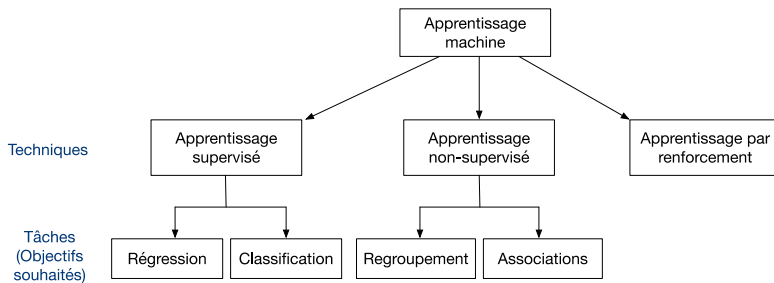 Apprentissage
machine
Techniques
Apprentissage
supervisé
Apprentissage
non-supervisé
Apprentissage par
renforcement
Tâches
(Objectifs
souhaités)
Régression
Classification
Regroupement
Associations